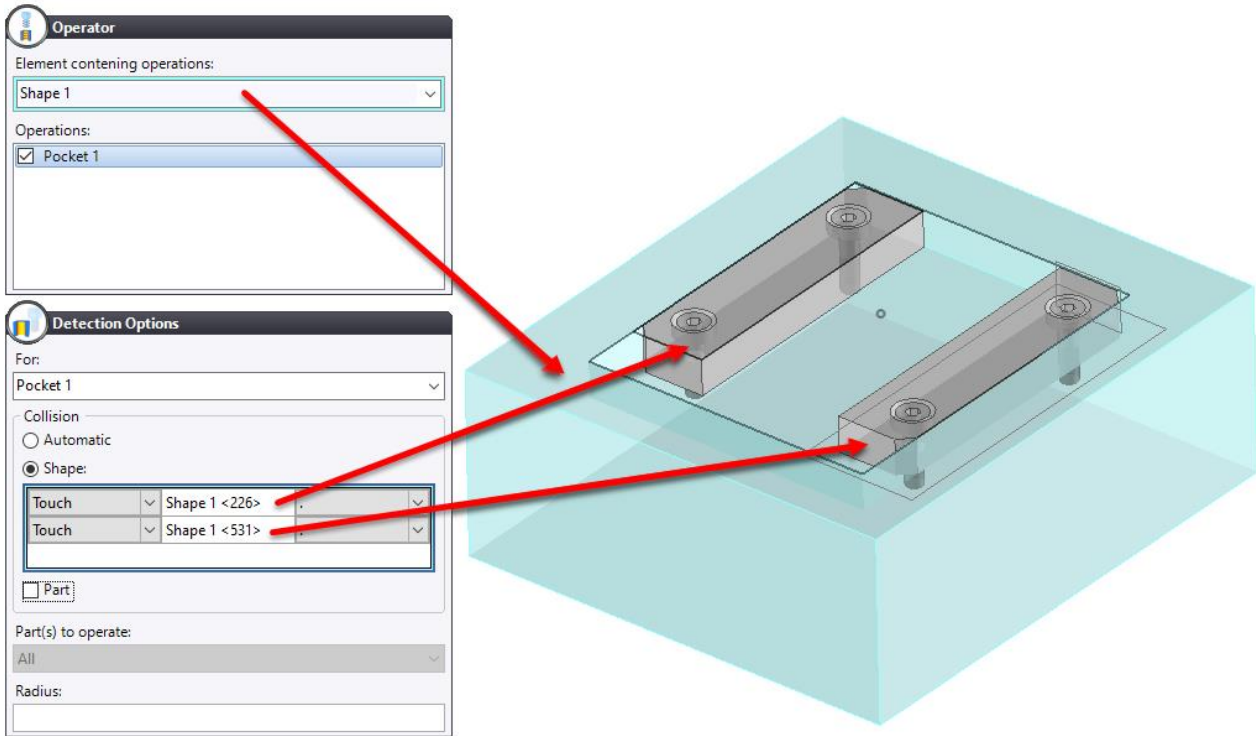 Operator
Element contening operations:
Shape 1
Operations:
Pocket 1
Detection Options
For:
Pocket 1
Collision
Automatic
Shape:
Touch Shape 1 <226> .
Touch Shape 1 <531> .
Part
Part(s) to operate:
All
Radius: